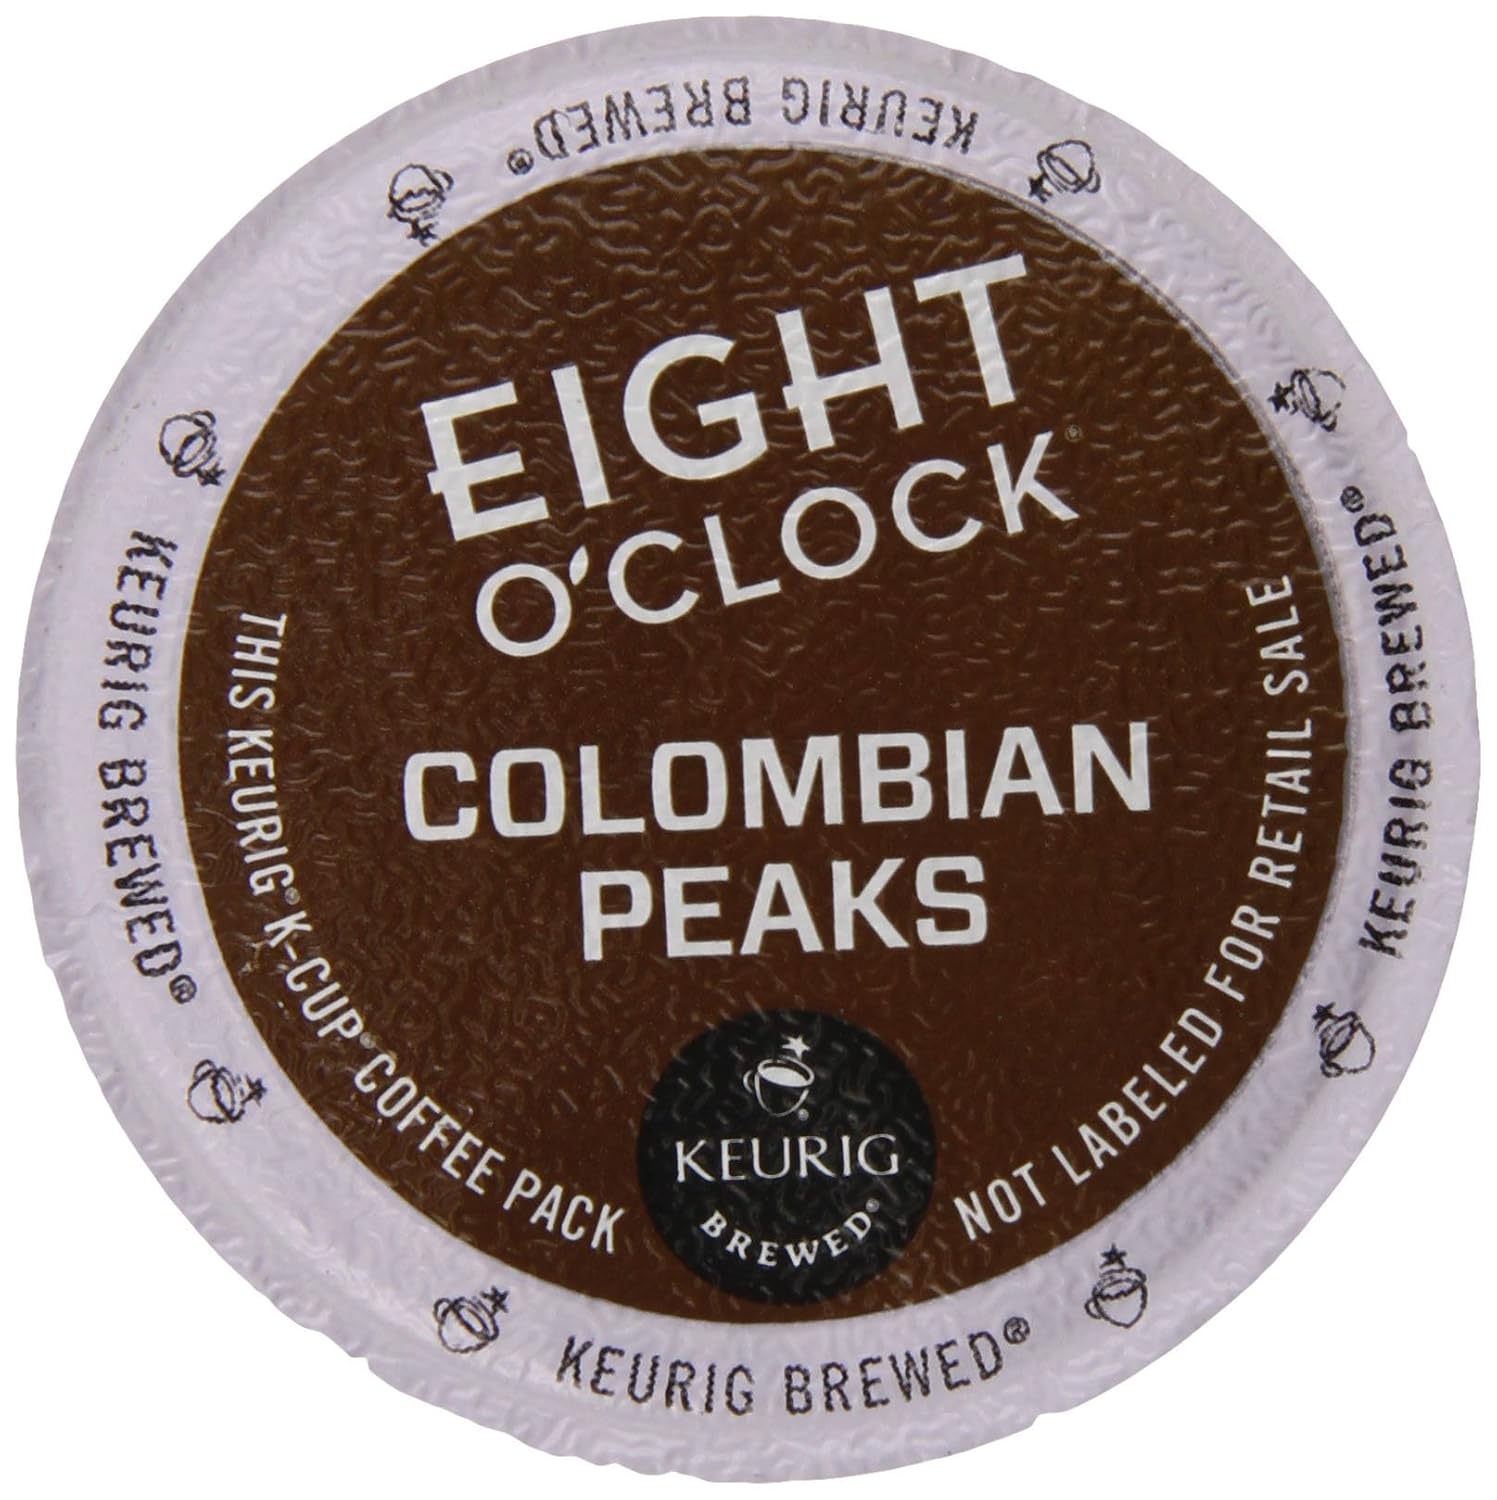 EIGHT
O'CLOCK®
COLOMBIAN
PEAKS
THIS KEURIG® K-CUP® COFFEE PACK
NOT LABELED FOR RETAIL SALE
KEURIG®
BREWED®
KEURIG BREWED®
KEURIG BREWED®
KEURIG BREWED®
KEURIG BREWED®